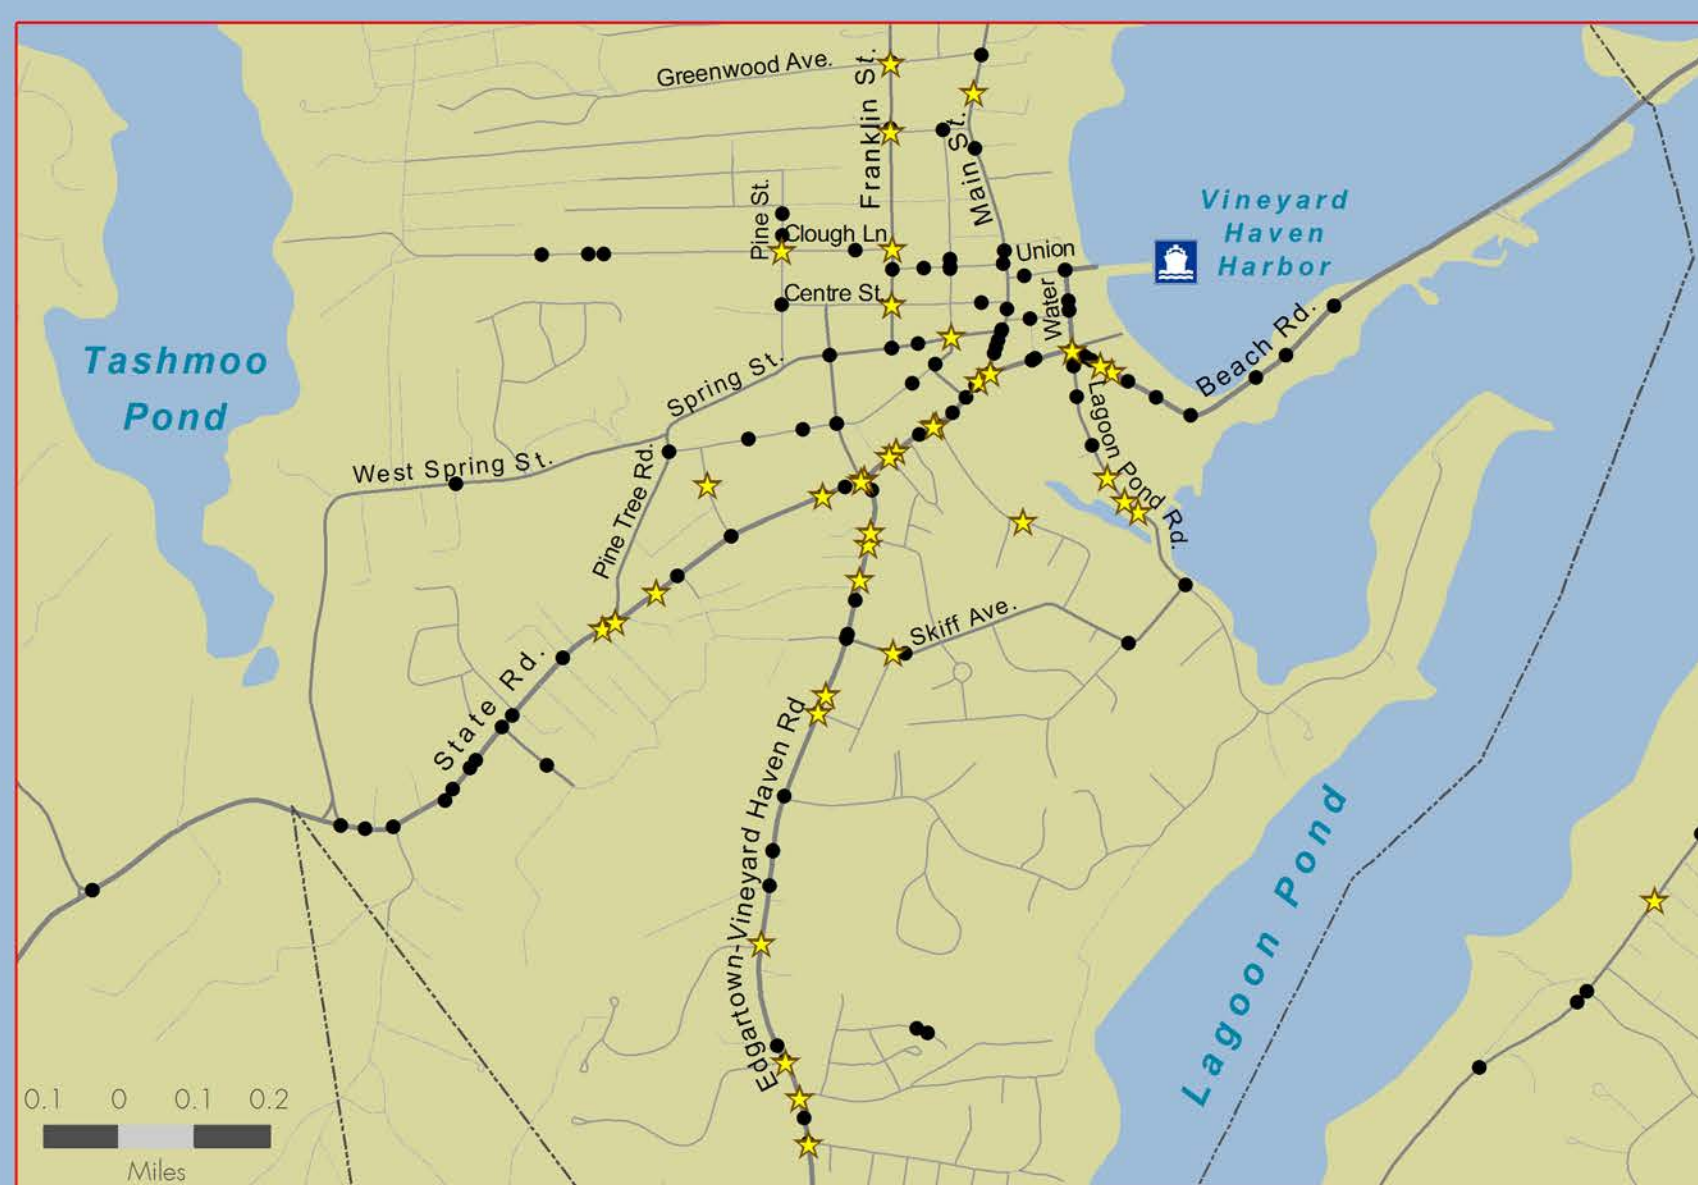 Greenwood Ave.
Franklin St.
Main St.
Pine St.
Clough Ln
Union
Vineyard
Haven
Harbor
Centre St.
Water
Beach Rd.
Tashmoo
Pond
Spring St.
West Spring St.
Lagoon Pond Rd.
Pine Tree Rd.
Skiff Ave.
State Rd.
Edgartown-Vineyard Haven Rd
Lagoon Pond
0.1 0 0.1 0.2
Miles